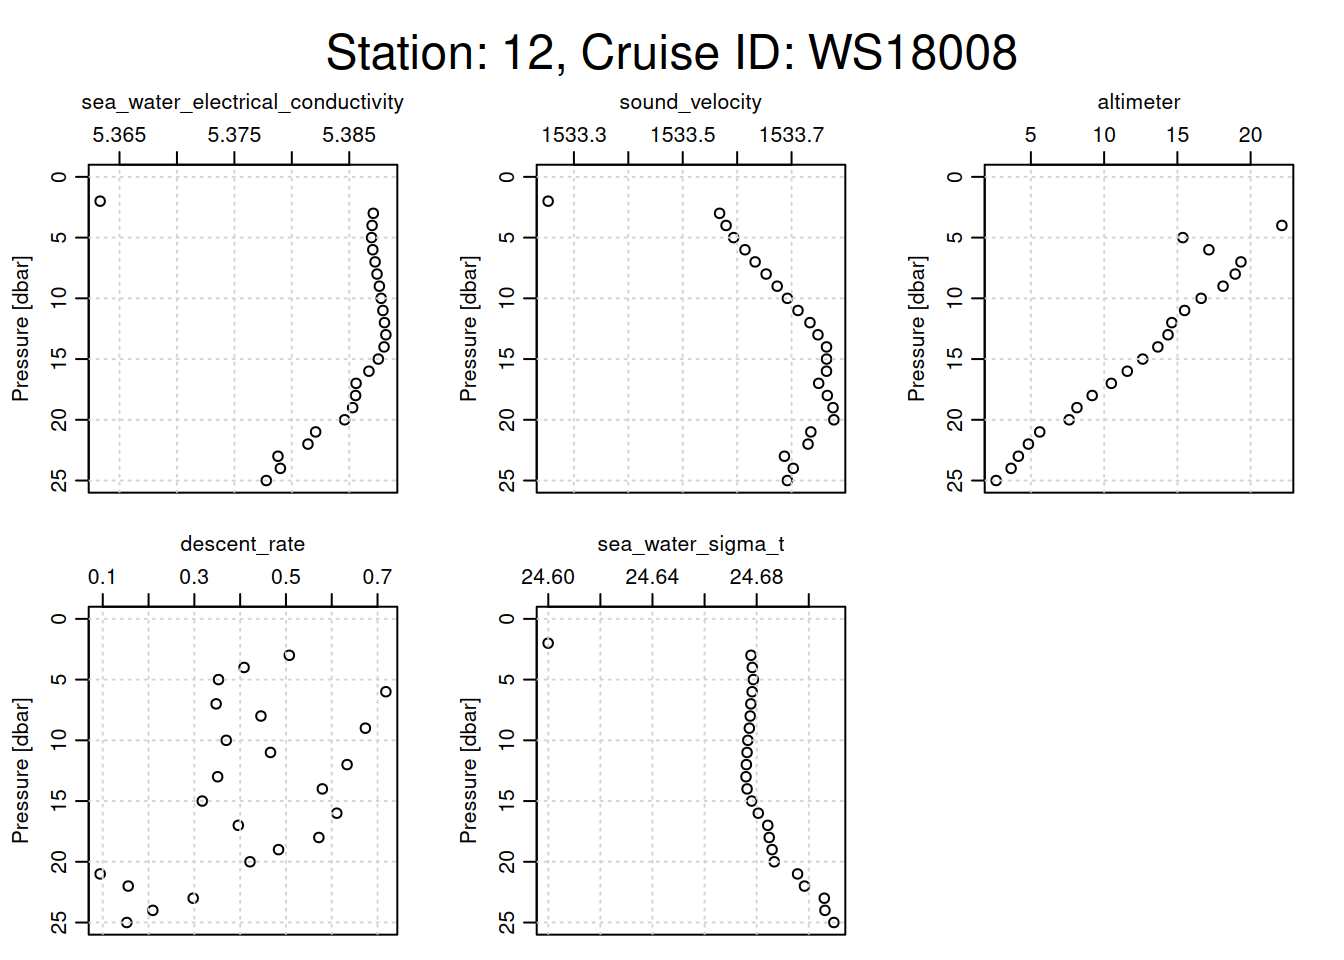 Station: 12, Cruise ID: WS18008
sea_water_electrical_conductivity
5.365 5.375 5.385
Pressure [dbar]
0
5
10
15
20
25
sound_velocity
1533.3 1533.5 1533.7
Pressure [dbar]
0
5
10
15
20
25
altimeter
5 10 15 20
Pressure [dbar]
0
5
10
15
20
25
descent_rate
0.1 0.3 0.5 0.7
Pressure [dbar]
0
5
10
15
20
25
sea_water_sigma_t
24.60 24.64 24.68
Pressure [dbar]
0
5
10
15
20
25